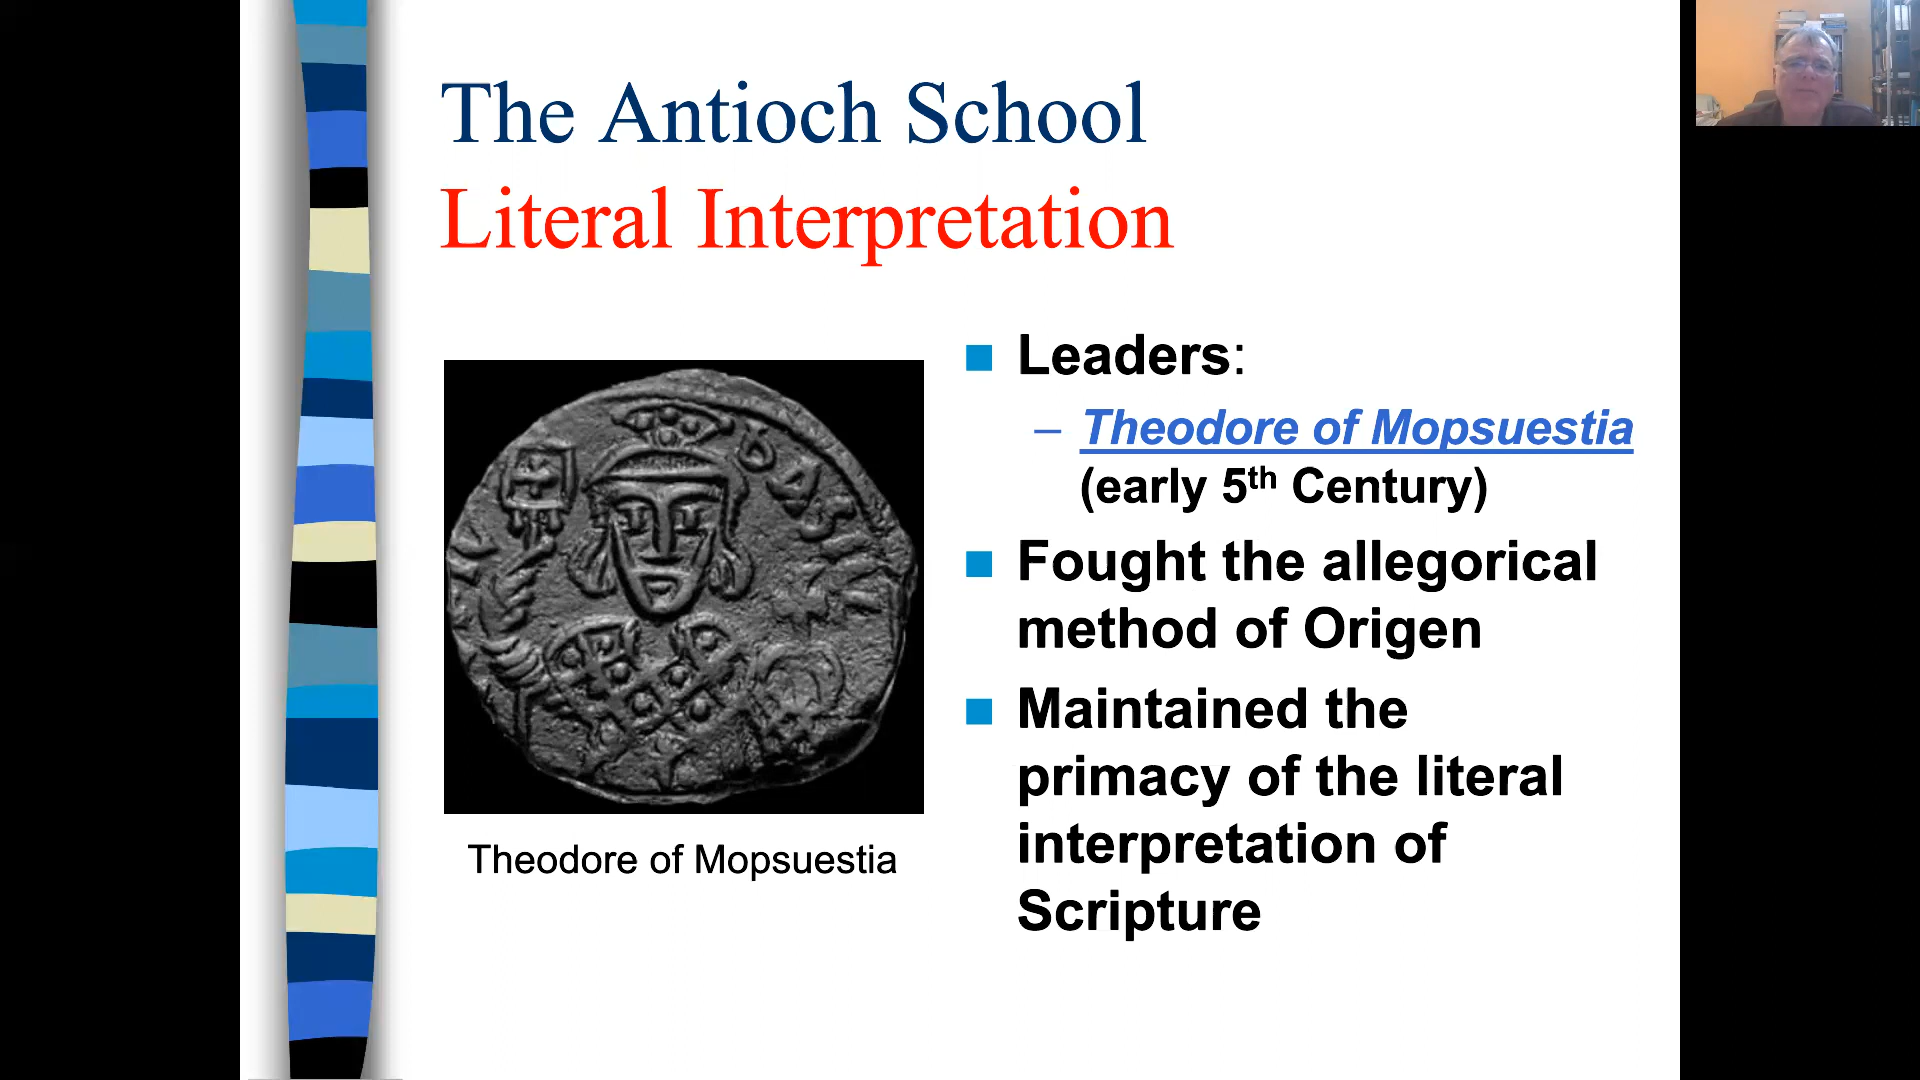 The Antioch School
Literal Interpretation
Leaders:
– Theodore of Mopsuestia
(early 5th Century)
Fought the allegorical
method of Origen
Maintained the
primacy of the literal
interpretation of
Scripture
Theodore of Mopsuestia